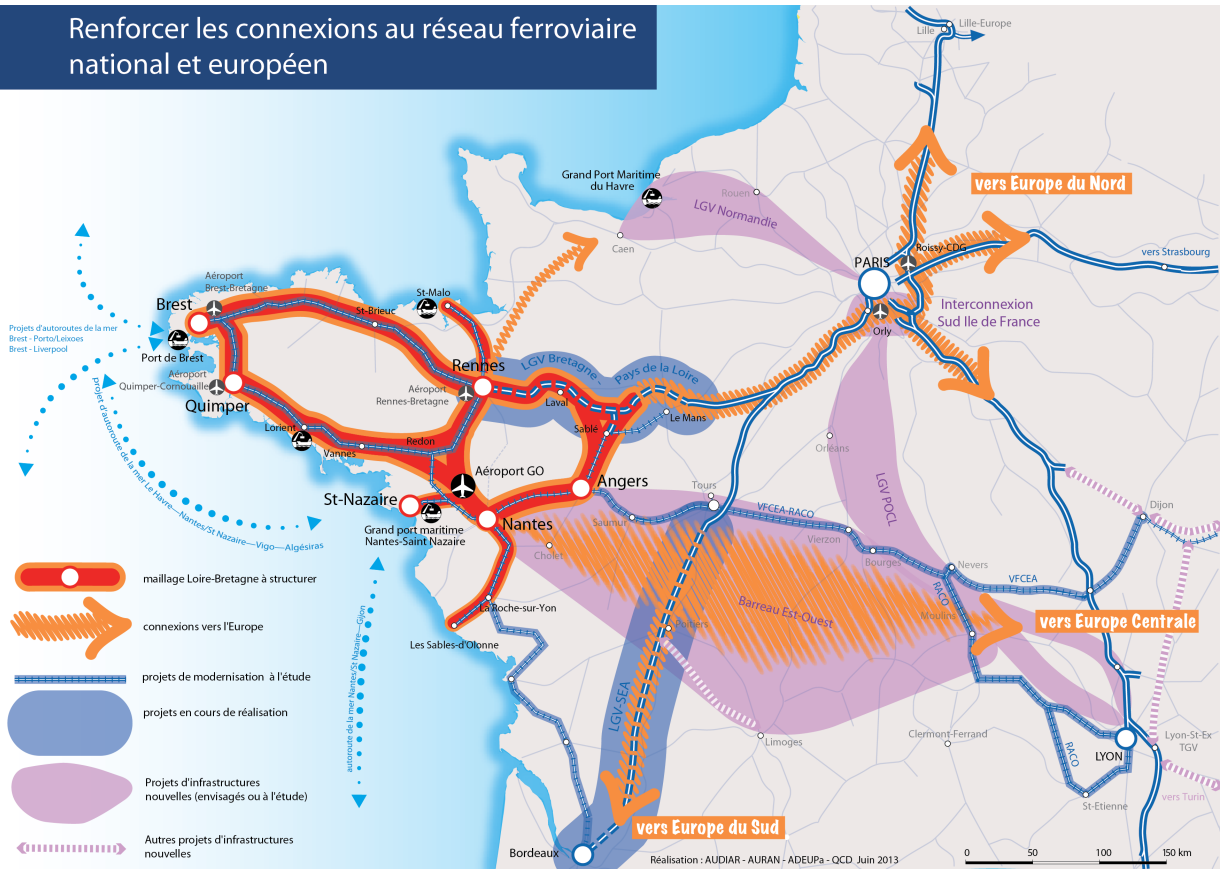 Renforcer les connexions au réseau ferroviaire
national et européen
Lille-Europe
Lille
Grand Port Maritime
du Havre
Rouen
LGV Normandie
Caen
vers Europe du Nord
Roissy-CDG
vers Strasbourg
PARIS
Interconnexion
Sud Ile de France
Orly
Aéroport
Brest-Bretagne
Brest
St-Malo
St-Brieuc
Projets d'autoroutes de la mer
Brest - Porto/Leixoes
Brest - Liverpool
Port de Brest
Rennes
LGV Bretagne -
Pays de la Loire
Aéroport
Quimper-Cornouaille
Aéroport
Rennes-Bretagne
Quimper
Laval
Le Mans
projet d'autoroute de la mer Le Havre—Nantes/St Nazaire—Vigo—Algésiras
Lorient
Redon
Sablé
Vannes
Orléans
Aéroport GO
Angers
LGV POCL
Tours
St-Nazaire
Saumur
VFCEA-RACO
Dijon
Grand port maritime
Nantes-Saint Nazaire
Nantes
Vierzon
Cholet
Bourges
Nevers
VFCEA
RACO
maillage Loire-Bretagne à structurer
La Roche-sur-Yon
Barreau Est-Ouest
Moulins
connexions vers l'Europe
Poitiers
vers Europe Centrale
Les Sables-d'Olonne
autoroute de la mer Nantes/St Nazaire—Gijon
projets de modernisation à l'étude
LGV-SEA
projets en cours de réalisation
Limoges
Clermont-Ferrand
RACO
LYON
Lyon-St-Ex
TGV
Projets d'infrastructures
nouvelles (envisagés ou à l'étude)
vers Turin
St-Etienne
vers Europe du Sud
Autres projets d'infrastructures
nouvelles
Bordeaux
Réalisation : AUDIAR - AURAN - ADEUPa - QCD Juin 2013
0 50 100 150 km